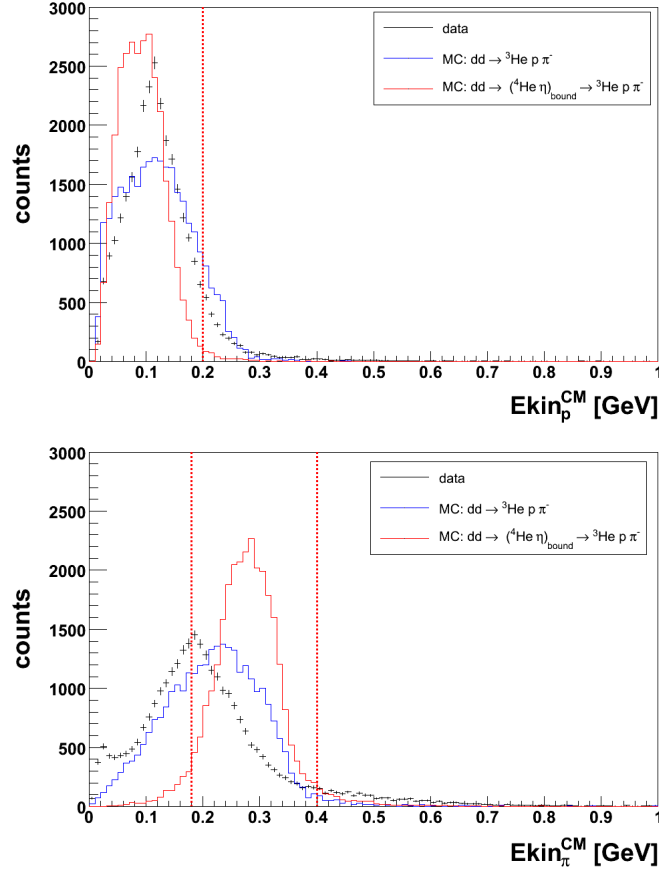 3000
2500
2000
1500
1000
500
0
counts
data
MC: dd → ³He p π⁻
MC: dd → (⁴He η)bound → ³He p π⁻
0 0.1 0.2 0.3 0.4 0.5 0.6 0.7 0.8 0.9 1
Ekin_p^CM [GeV]
3000
2500
2000
1500
1000
500
0
counts
data
MC: dd → ³He p π⁻
MC: dd → (⁴He η)bound → ³He p π⁻
0 0.1 0.2 0.3 0.4 0.5 0.6 0.7 0.8 0.9 1
Ekin_π^CM [GeV]